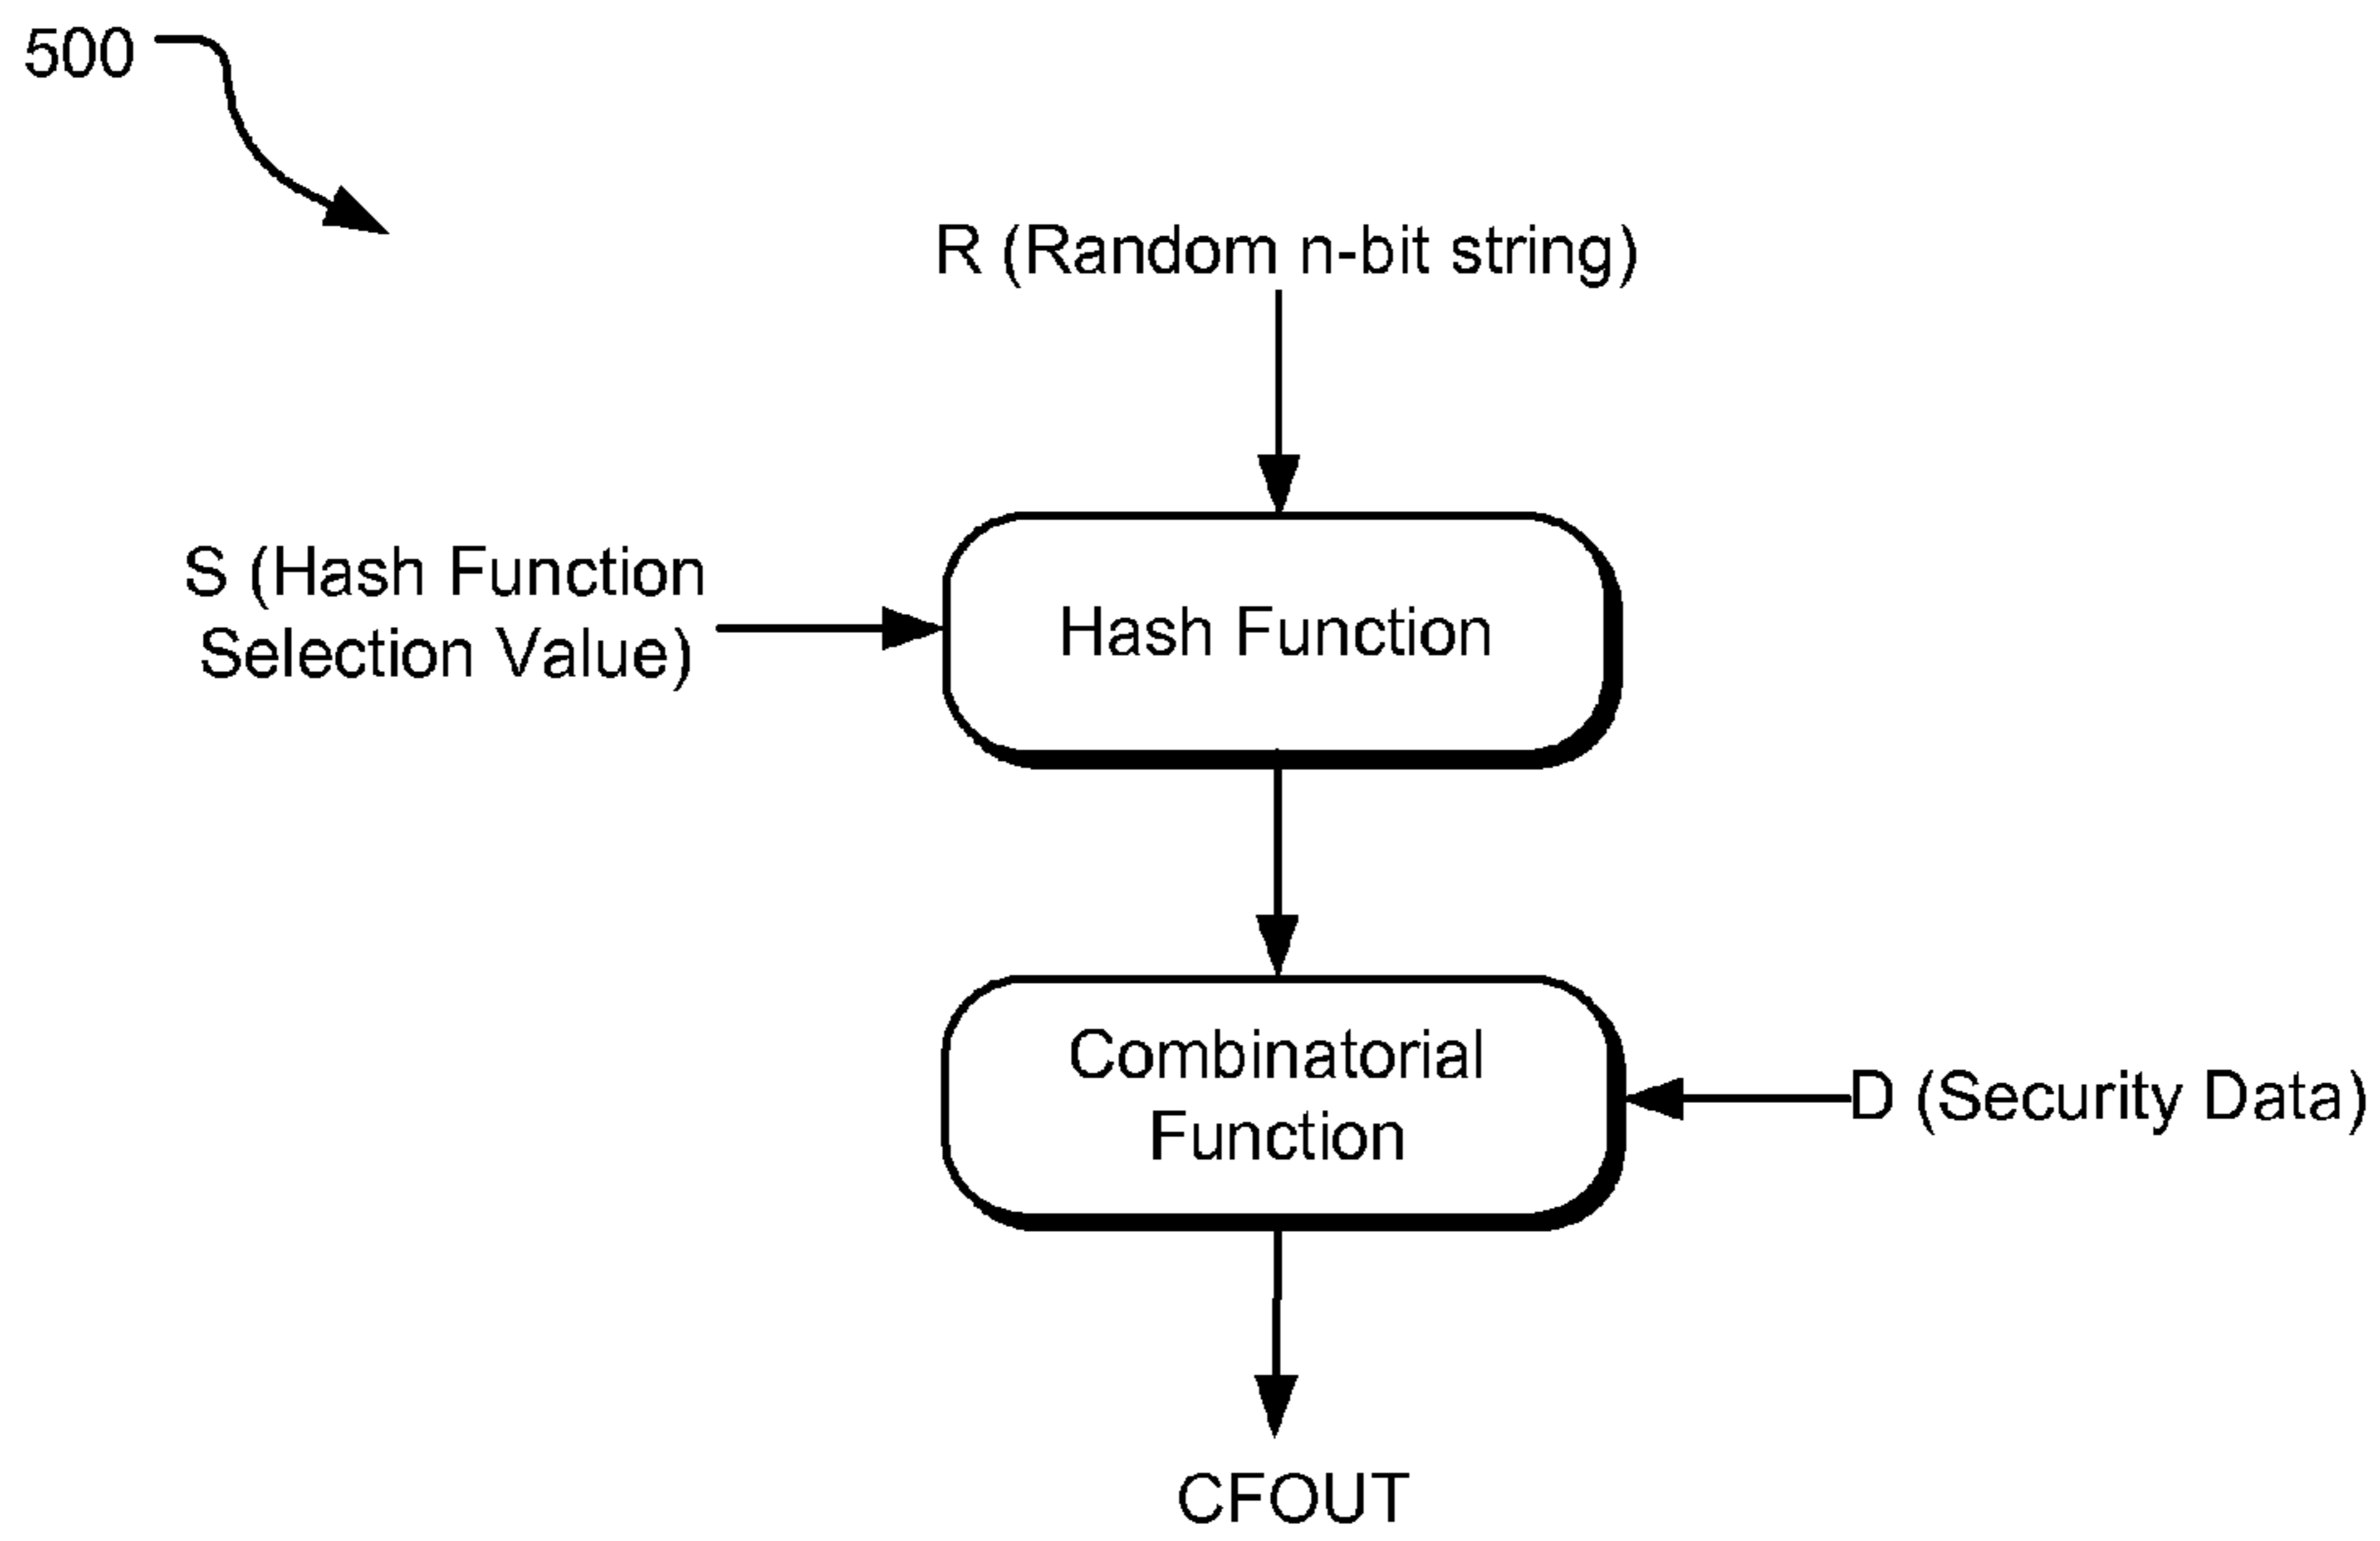 500
R (Random n-bit string)
S (Hash Function
Selection Value)
Hash Function
Combinatorial
Function
D (Security Data)
CFOUT